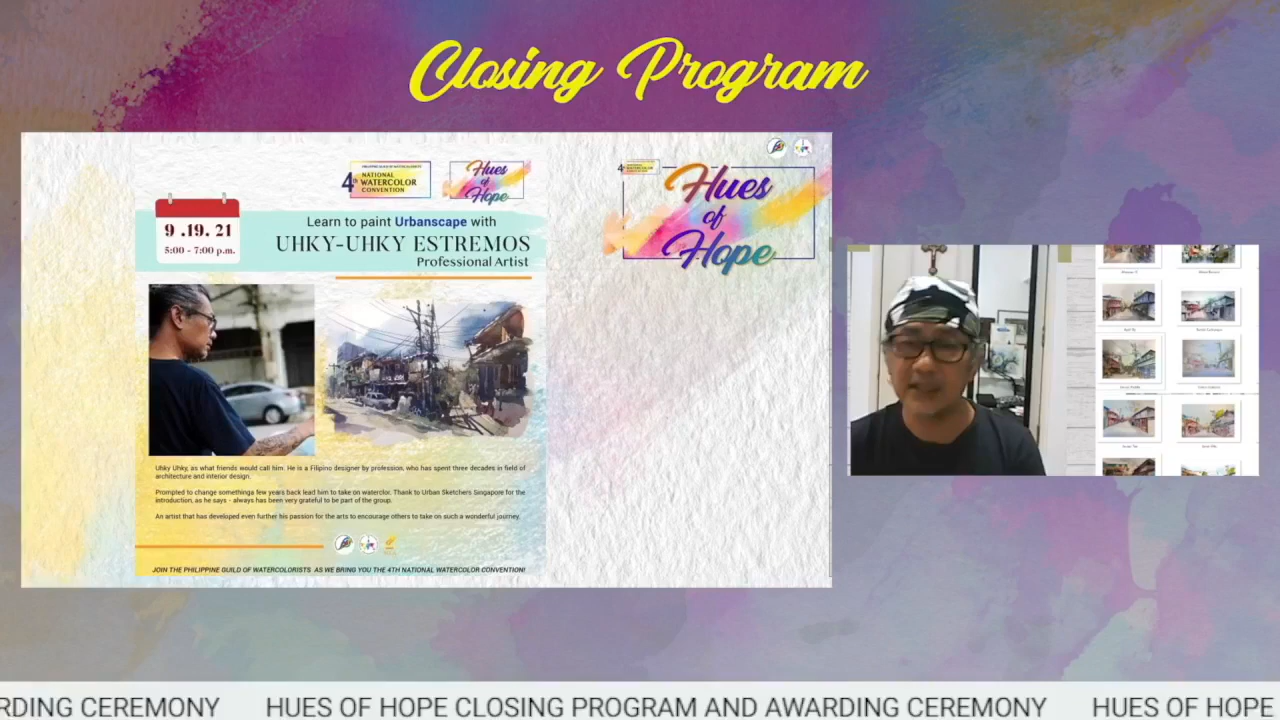 Closing Program
4th NATIONAL WATERCOLOR CONVENTION
Hues of Hope
Hues
of
Hope
9 .19. 21
5:00 - 7:00 p.m.
Learn to paint Urbanscape with
UHKY-UHKY ESTREMOS
Professional Artist
Uhky Uhky, as what friends would call him. He is a Filipino designer by profession, who has spent three decades in field of
architecture and interior design.
Prompted to change somethinga few years back lead him to take on waterclor. Thank to Urban Sketchers Singapore for the
introduction, as he says - always has been very grateful to be part of the group.
An artist that has developed even further his passion for the arts to encourage others to take on such a wonderful journey.
JOIN THE PHILIPPINE GUILD OF WATERCOLORISTS AS WE BRING YOU THE 4TH NATIONAL WATERCOLOR CONVENTION!
RDING CEREMONY HUES OF HOPE CLOSING PROGRAM AND AWARDING CEREMONY HUES OF HOPE